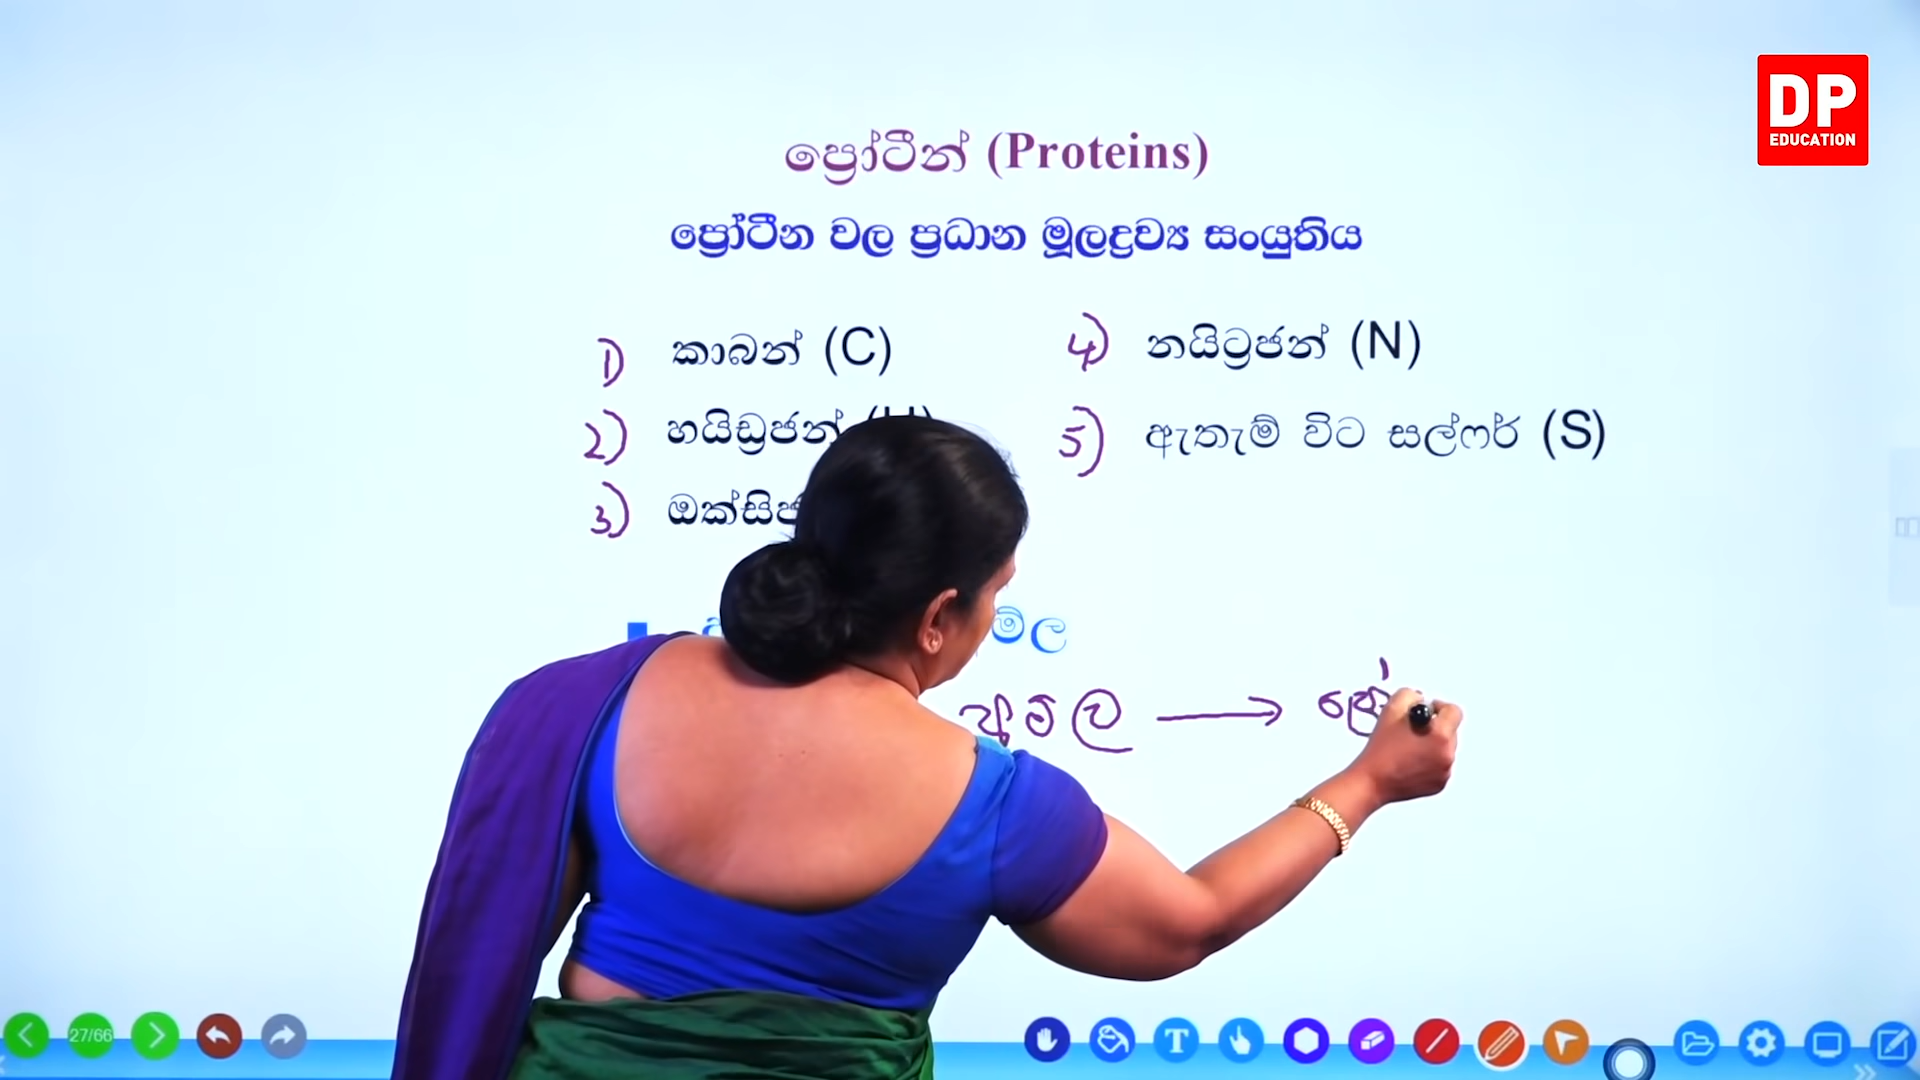 DP
EDUCATION
ප්‍රෝටීන් (Proteins)
ප්‍රෝටීන වල ප්‍රධාන මූලද්‍රව්‍ය සංයුතිය
1) කාබන් (C)
2) හයිඩ්‍රජන්
3)
4) නයිට්‍රජන් (N)
5) ඇතැම් විට සල්ෆර් (S)
අම්ල →
27/66